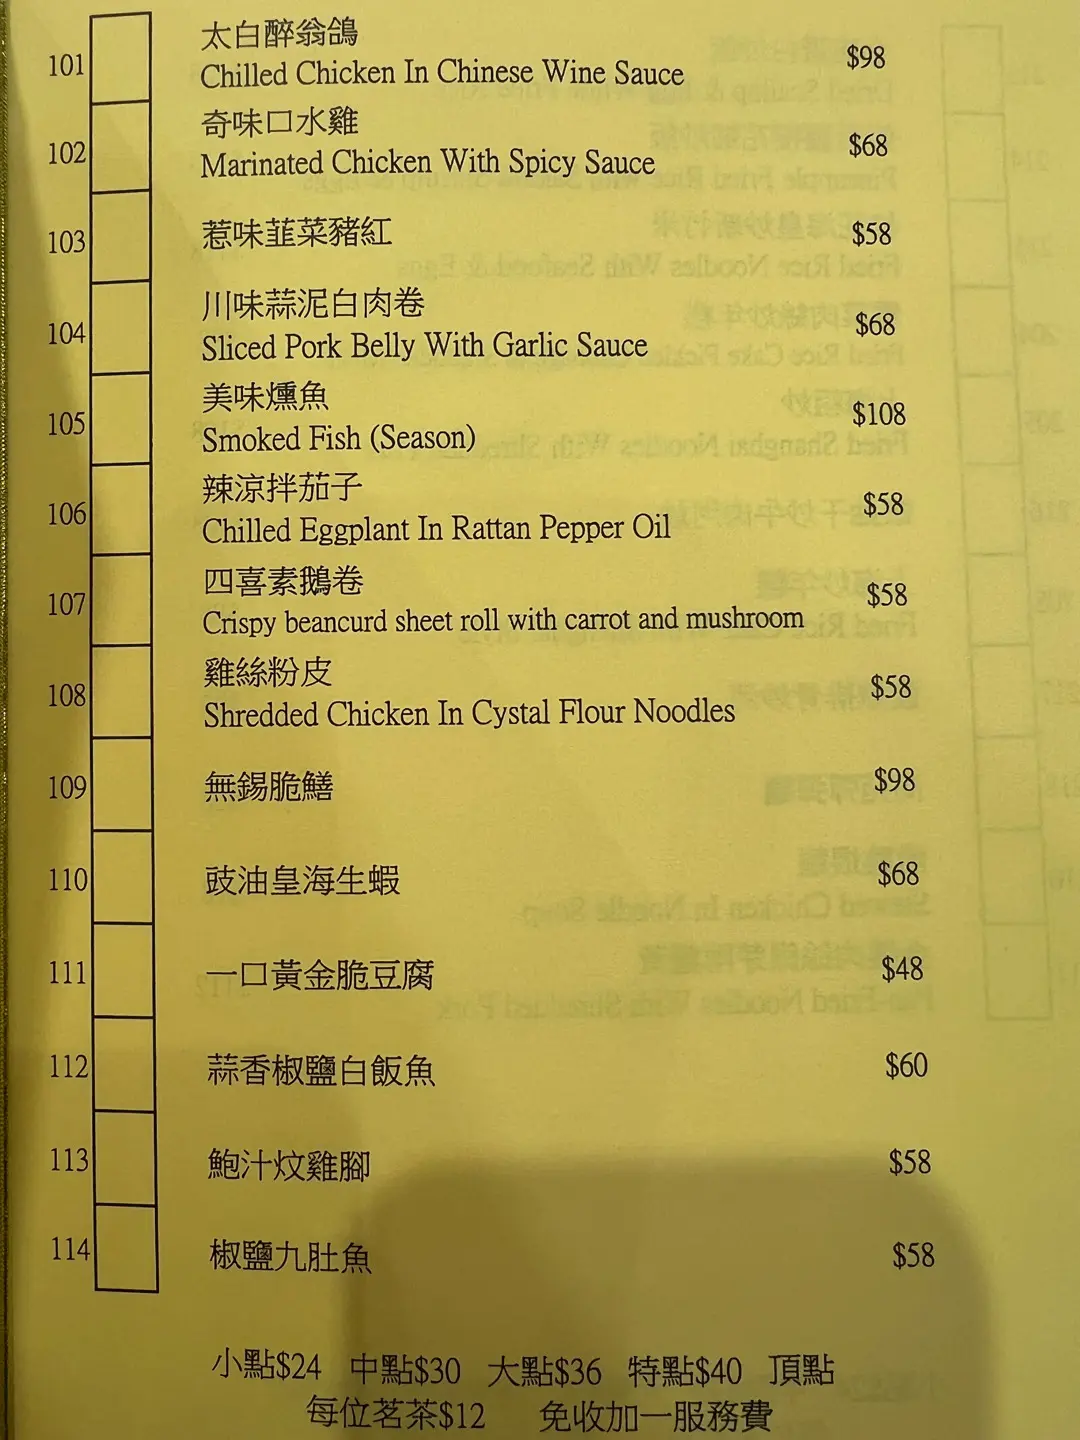 101 太白醉翁鴿 $98
Chilled Chicken In Chinese Wine Sauce
102 奇味口水雞 $68
Marinated Chicken With Spicy Sauce
103 惹味韮菜豬紅 $58
104 川味蒜泥白肉卷 $68
Sliced Pork Belly With Garlic Sauce
105 美味燻魚 $108
Smoked Fish (Season)
106 辣涼拌茄子 $58
Chilled Eggplant In Rattan Pepper Oil
107 四喜素鵝卷 $58
Crispy beancurd sheet roll with carrot and mushroom
108 雞絲粉皮 $58
Shredded Chicken In Cystal Flour Noodles
109 無錫脆鱔 $98
110 豉油皇海生蝦 $68
111 一口黃金脆豆腐 $48
112 蒜香椒鹽白飯魚 $60
113 鮑汁炆雞腳 $58
114 椒鹽九肚魚 $58
小點$24 中點$30 大點$36 特點$40 頂點
每位茗茶$12 免收加一服務費